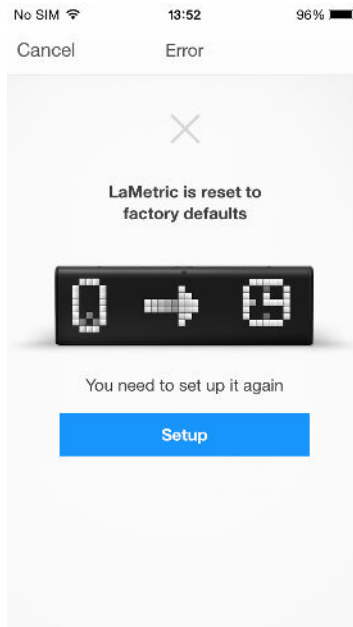 No SIM 13:52 96%
Cancel Error
LaMetric is reset to
factory defaults
You need to set up it again
Setup